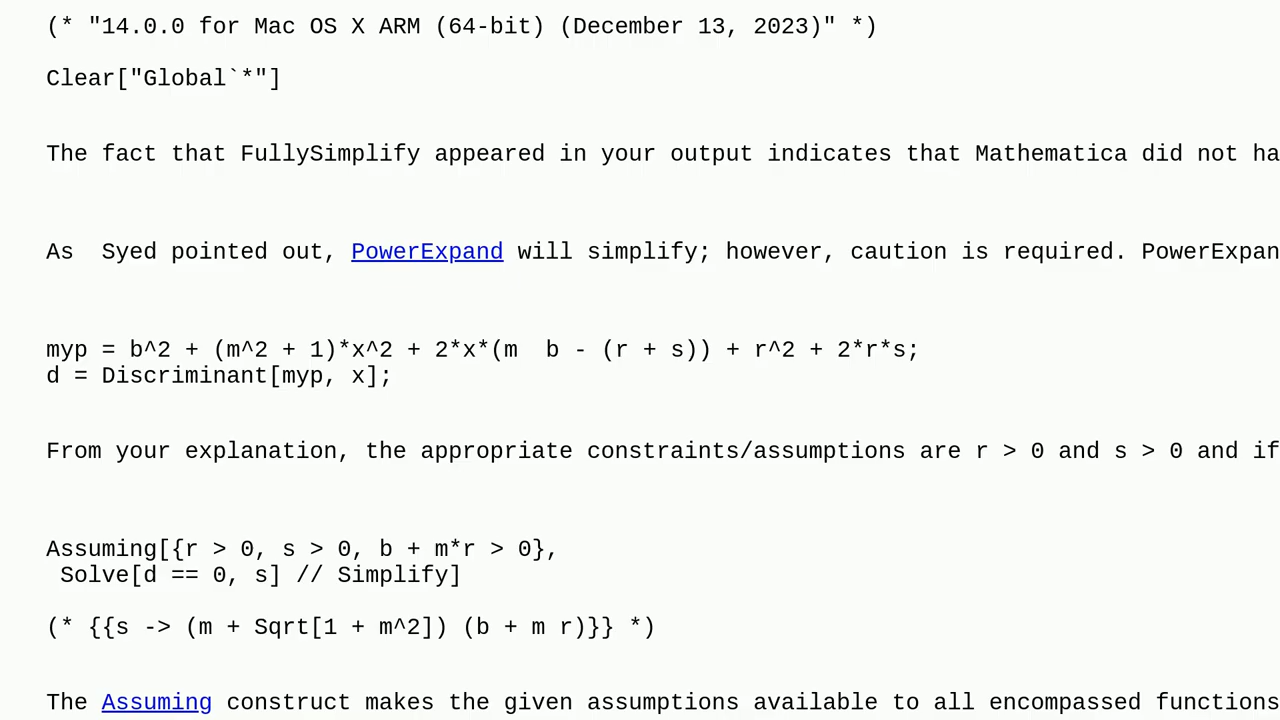 (* "14.0.0 for Mac OS X ARM (64-bit) (December 13, 2023)" *)
Clear["Global`*"]
The fact that FullySimplify appeared in your output indicates that Mathematica did not ha
As  Syed pointed out, PowerExpand will simplify; however, caution is required. PowerExpan
myp = b^2 + (m^2 + 1)*x^2 + 2*x*(m  b - (r + s)) + r^2 + 2*r*s;
d = Discriminant[myp, x];
From your explanation, the appropriate constraints/assumptions are r > 0 and s > 0 and if
Assuming[{r > 0, s > 0, b + m*r > 0},
 Solve[d == 0, s] // Simplify]
(* {{s -> (m + Sqrt[1 + m^2]) (b + m r)}} *)
The Assuming construct makes the given assumptions available to all encompassed functions